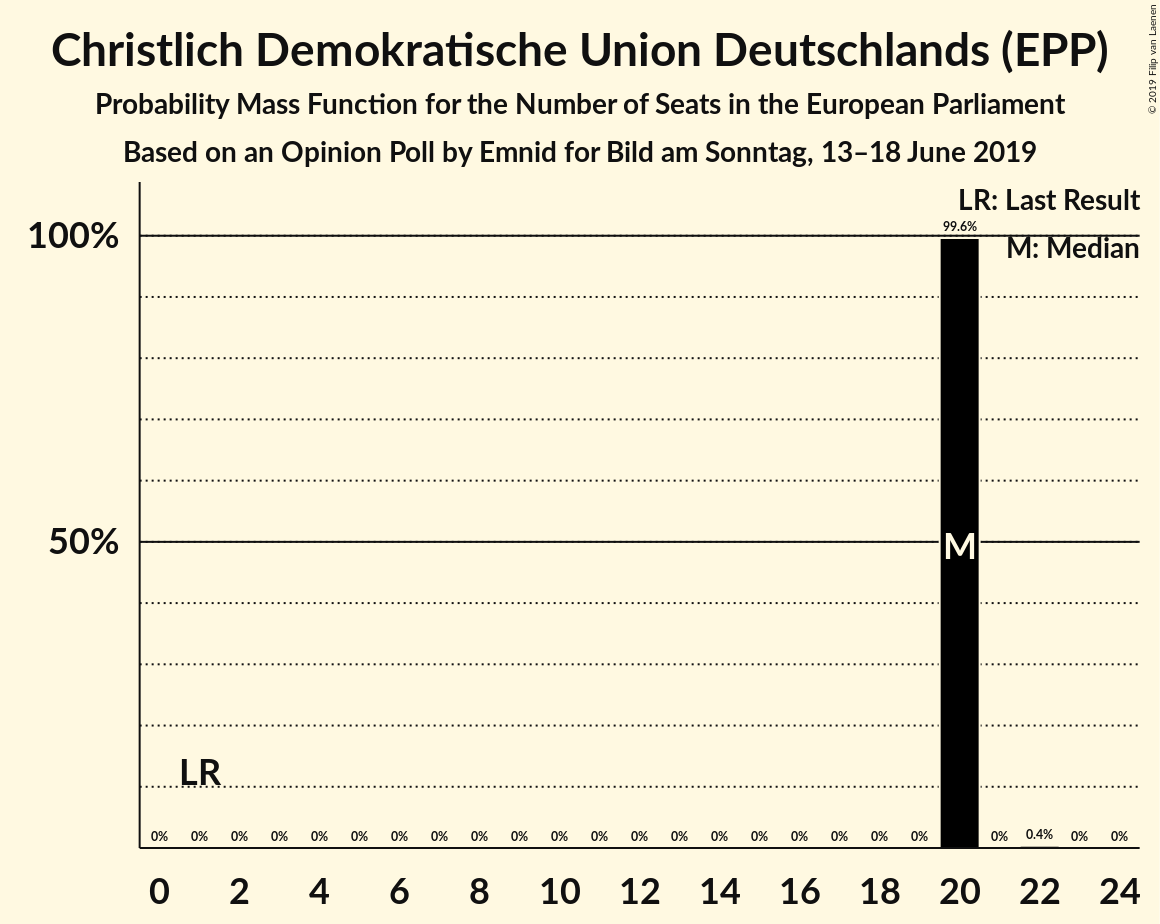 Christlich Demokratische Union Deutschlands (EPP)
Probability Mass Function for the Number of Seats in the European Parliament
Based on an Opinion Poll by Emnid for Bild am Sonntag, 13–18 June 2019
© 2019 Filip van Laenen
LR: Last Result
M: Median
100%
50%
99.6%
M
LR
0% 0% 0% 0% 0% 0% 0% 0% 0% 0% 0% 0% 0% 0% 0% 0% 0% 0% 0% 0% 0% 0.4% 0% 0%
0 2 4 6 8 10 12 14 16 18 20 22 24